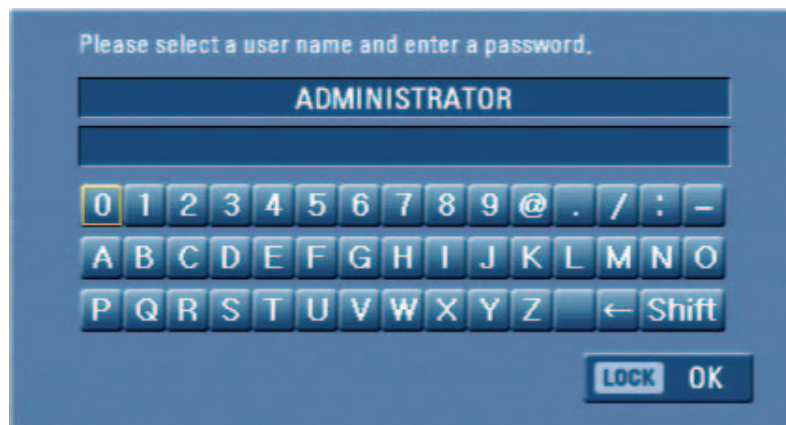 Please select a user name and enter a password.
ADMINISTRATOR
0 1 2 3 4 5 6 7 8 9 @ . / : –
A B C D E F G H I J K L M N O
P Q R S T U V W X Y Z ← Shift
LOCK OK